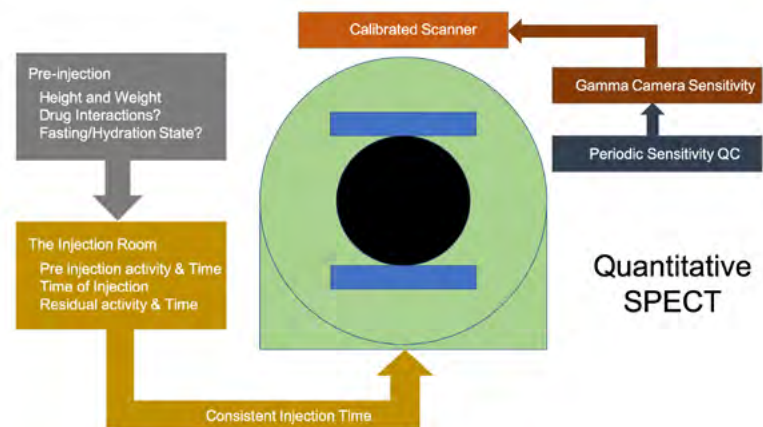 Calibrated Scanner
Pre-injection
Height and Weight
Drug Interactions?
Fasting/Hydration State?
Gamma Camera Sensitivity
Periodic Sensitivity QC
The Injection Room
Pre injection activity & Time
Time of Injection
Residual activity & Time
Quantitative
SPECT
Consistent Injection Time